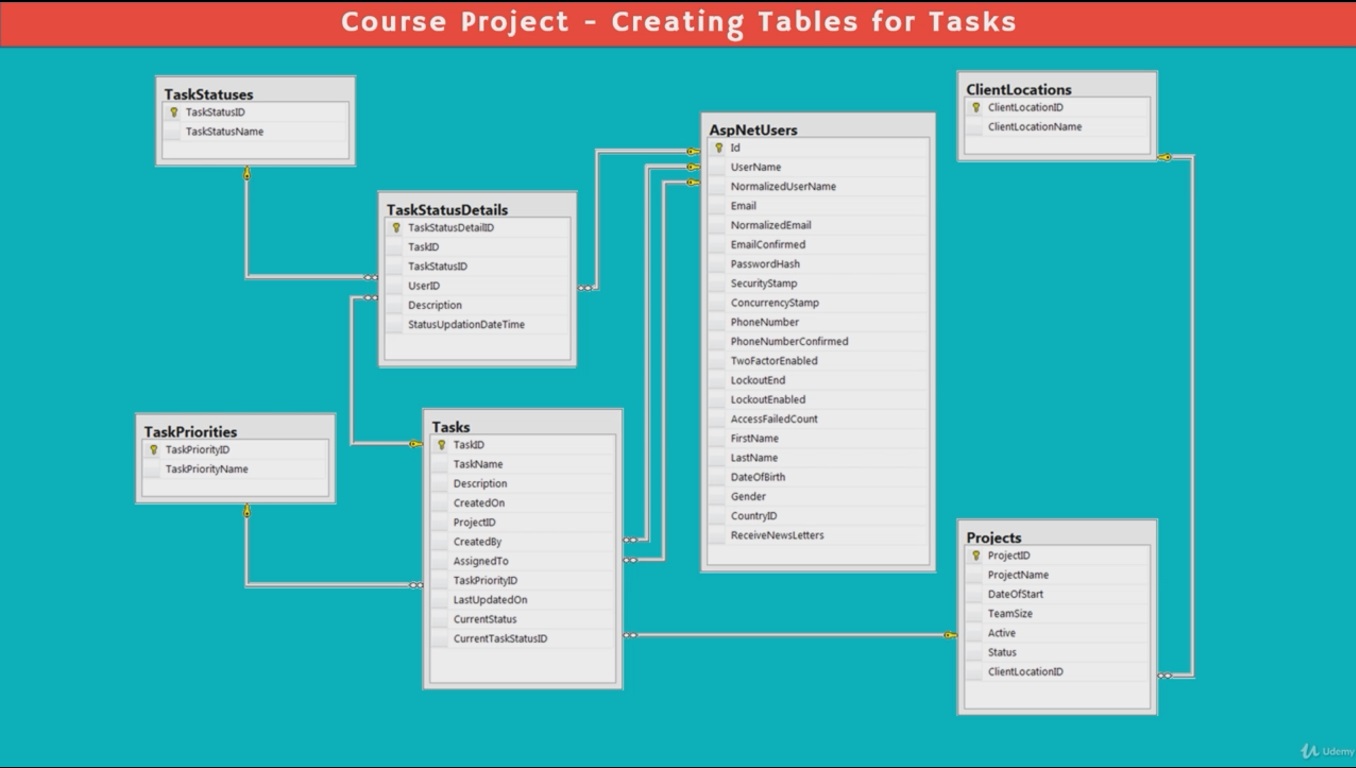 Course Project - Creating Tables for Tasks
TaskStatuses
TaskStatusID
TaskStatusName
TaskStatusDetails
TaskStatusDetailID
TaskID
TaskStatusID
UserID
Description
StatusUpdationDateTime
TaskPriorities
TaskPriorityID
TaskPriorityName
Tasks
TaskID
TaskName
Description
CreatedOn
ProjectID
CreatedBy
AssignedTo
TaskPriorityID
LastUpdatedOn
CurrentStatus
CurrentTaskStatusID
AspNetUsers
Id
UserName
NormalizedUserName
Email
NormalizedEmail
EmailConfirmed
PasswordHash
SecurityStamp
ConcurrencyStamp
PhoneNumber
PhoneNumberConfirmed
TwoFactorEnabled
LockoutEnd
LockoutEnabled
AccessFailedCount
FirstName
LastName
DateOfBirth
Gender
CountryID
ReceiveNewsLetters
ClientLocations
ClientLocationID
ClientLocationName
Projects
ProjectID
ProjectName
DateOfStart
TeamSize
Active
Status
ClientLocationID
Udemy